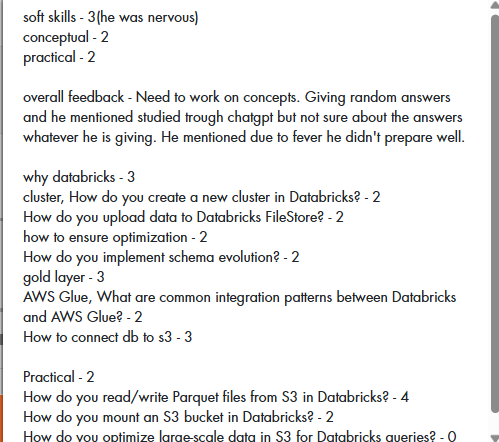 soft skills - 3(he was nervous)
conceptual - 2
practical - 2
overall feedback - Need to work on concepts. Giving random answers
and he mentioned studied trough chatgpt but not sure about the answers
whatever he is giving. He mentioned due to fever he didn't prepare well.
why databricks - 3
cluster, How do you create a new cluster in Databricks? - 2
How do you upload data to Databricks FileStore? - 2
how to ensure optimization - 2
How do you implement schema evolution? - 2
gold layer - 3
AWS Glue, What are common integration patterns between Databricks
and AWS Glue? - 2
How to connect db to s3 - 3
Practical - 2
How do you read/write Parquet files from S3 in Databricks? - 4
How do you mount an S3 bucket in Databricks? - 2
How do you optimize large-scale data in S3 for Databricks queries? - 0